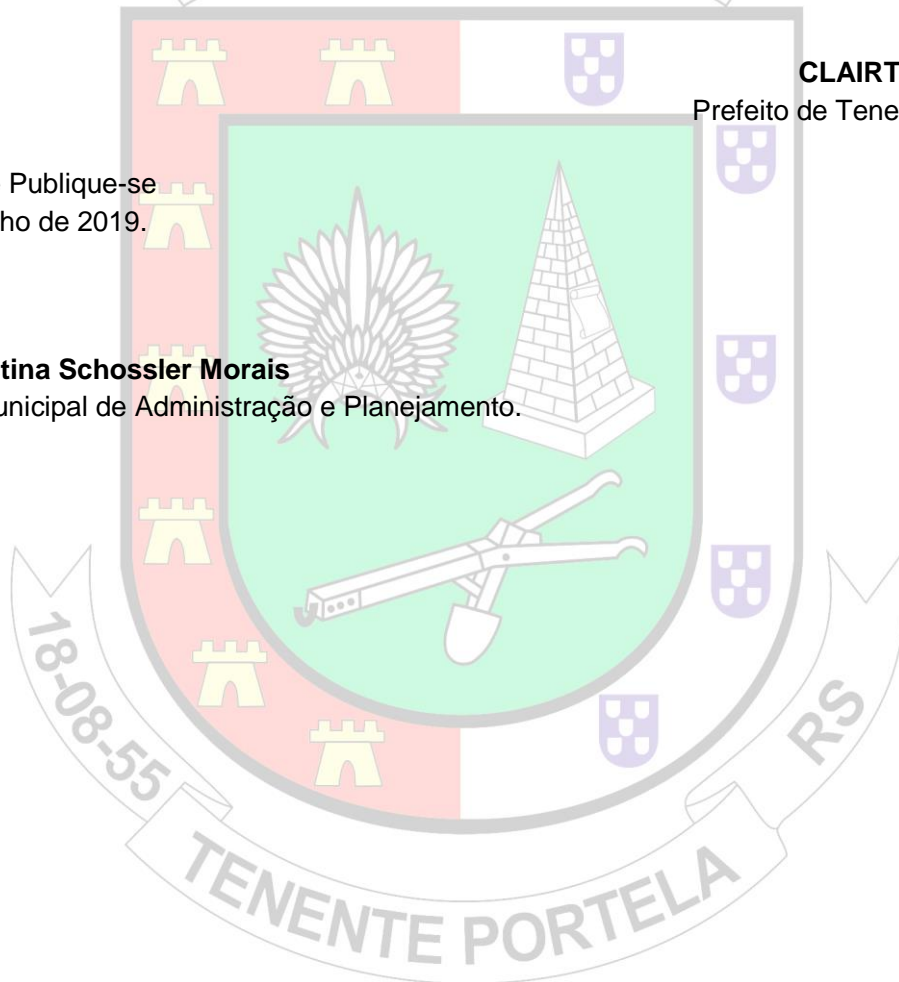 CLAIRT
Prefeito de Tene
Publique-se
ho de 2019.
tina Schossler Morais
unicipal de Administração e Planejamento.
18-08-55
TENENTE PORTELA
RS